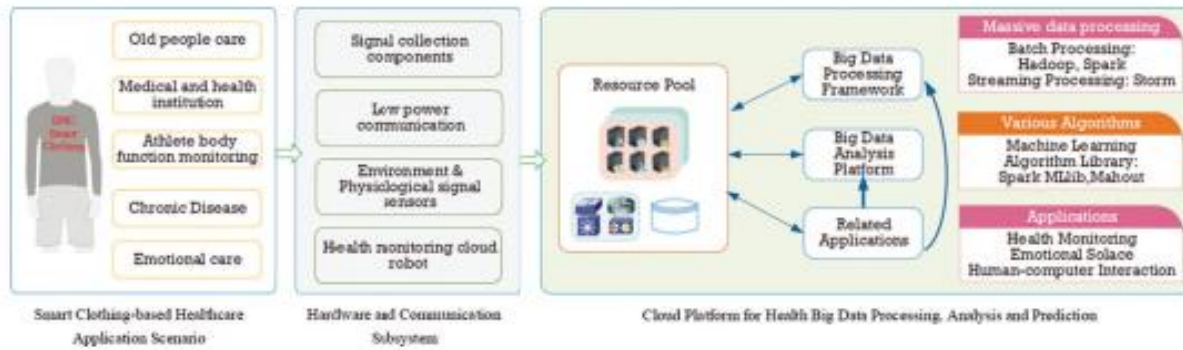 Old people care
Medical and health
institution
Athlete body
function monitoring
Chronic Disease
Emotional care
Smart Clothing-based Healthcare
Application Scenario
Signal collection
components
Low power
communication
Environment &
Physiological signal
sensors
Health monitoring cloud
robot
Hardware and Communication
Subsystem
Resource Pool
Big Data
Processing
Framework
Big Data
Analysis
Platform
Related
Applications
Massive data processing
Batch Processing:
Hadoop, Spark
Streaming Processing: Storm
Various Algorithms
Machine Learning
Algorithm Library:
Spark MLlib,Mahout
Applications
Health Monitoring
Emotional Solace
Human-computer Interaction
Cloud Platform for Health Big Data Processing, Analysis and Prediction
Smart
Clothing